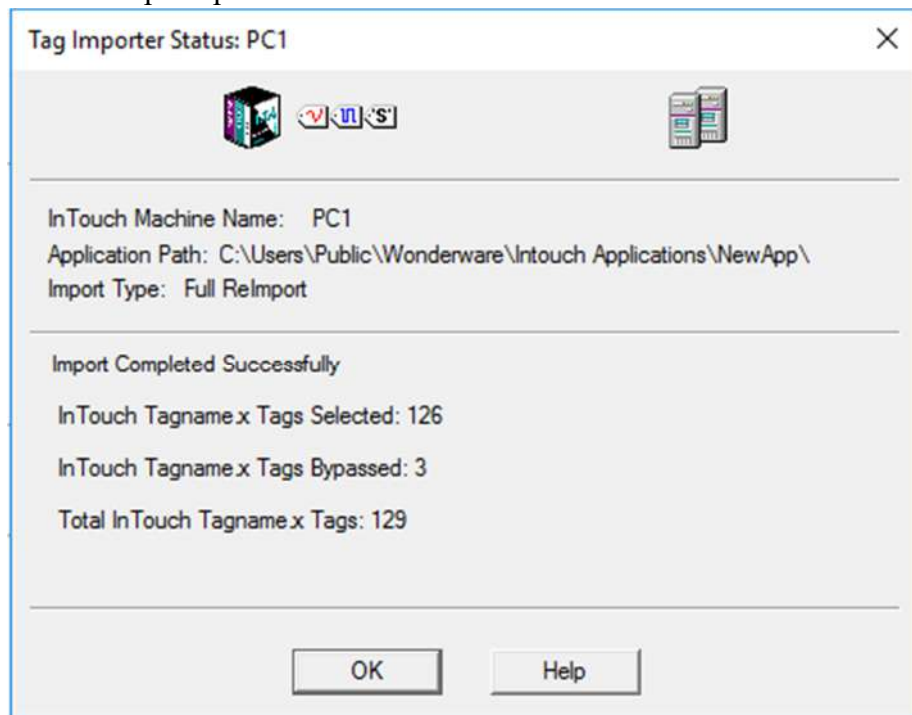 Tag Importer Status: PC1
'S'
InTouch Machine Name: PC1
Application Path: C:\Users\Public\Wonderware\Intouch Applications\NewApp\
Import Type: Full ReImport
Import Completed Successfully
InTouch Tagname.x Tags Selected: 126
InTouch Tagname.x Tags Bypassed: 3
Total InTouch Tagname.x Tags: 129
OK Help